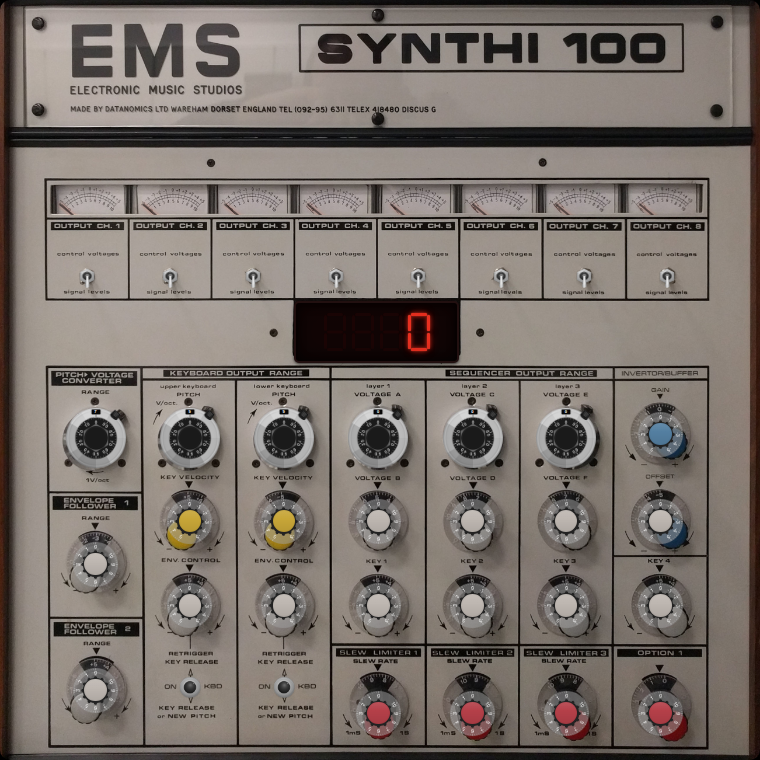 EMS
SYNTHI 100
ELECTRONIC MUSIC STUDIOS
MADE BY DATANOMICS LTD WAREHAM DORSET ENGLAND TEL (092-95) 6311 TELEX 418480 DISCUS G
OUTPUT CH. 1 OUTPUT CH. 2 OUTPUT CH. 3 OUTPUT CH. 4 OUTPUT CH. 5 OUTPUT CH. 6 OUTPUT CH. 7 OUTPUT CH. 8
control voltages control voltages control voltages control voltages control voltages control voltages control voltages control voltages
signal levels signal levels signal levels signal levels signal levels signal levels signal levels signal levels
0
PITCH VOLTAGE
CONVERTER
KEYBOARD OUTPUT RANGE
SEQUENCER OUTPUT RANGE
INVERTOR/BUFFER
RANGE
upper keyboard
PITCH
lower keyboard
PITCH
layer 1
VOLTAGE A
layer 2
VOLTAGE C
layer 3
VOLTAGE E
GAIN
V/oct. V/oct.
1V/oct
KEY VELOCITY KEY VELOCITY VOLTAGE B VOLTAGE D VOLTAGE F OFFSET
ENVELOPE
FOLLOWER 1
RANGE
ENV. CONTROL ENV. CONTROL KEY 1 KEY 2 KEY 3 KEY 4
ENVELOPE
FOLLOWER 2
RANGE
RETRIGGER
KEY RELEASE
RETRIGGER
KEY RELEASE
ON KBD ON KBD
KEY RELEASE
or NEW PITCH
KEY RELEASE
or NEW PITCH
SLEW LIMITER 1 SLEW LIMITER 2 SLEW LIMITER 3 OPTION 1
SLEW RATE SLEW RATE SLEW RATE
1mS 1S 1mS 1S 1mS 1S